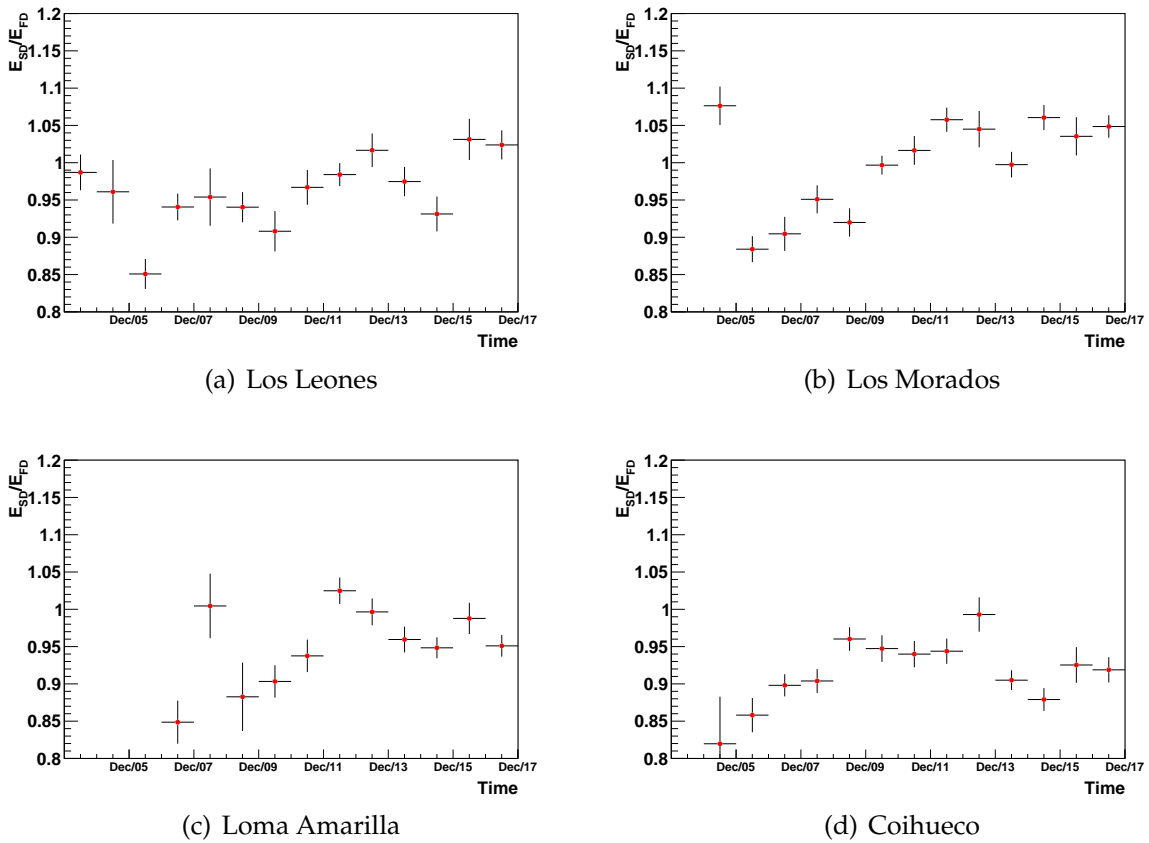 E_SD/E_FD
1.2
1.15
1.1
1.05
1
0.95
0.9
0.85
0.8
Dec/05 Dec/07 Dec/09 Dec/11 Dec/13 Dec/15 Dec/17
Time
(a) Los Leones
E_SD/E_FD
1.2
1.15
1.1
1.05
1
0.95
0.9
0.85
0.8
Dec/05 Dec/07 Dec/09 Dec/11 Dec/13 Dec/15 Dec/17
Time
(b) Los Morados
E_SD/E_FD
1.2
1.15
1.1
1.05
1
0.95
0.9
0.85
0.8
Dec/05 Dec/07 Dec/09 Dec/11 Dec/13 Dec/15 Dec/17
Time
(c) Loma Amarilla
E_SD/E_FD
1.2
1.15
1.1
1.05
1
0.95
0.9
0.85
0.8
Dec/05 Dec/07 Dec/09 Dec/11 Dec/13 Dec/15 Dec/17
Time
(d) Coihueco